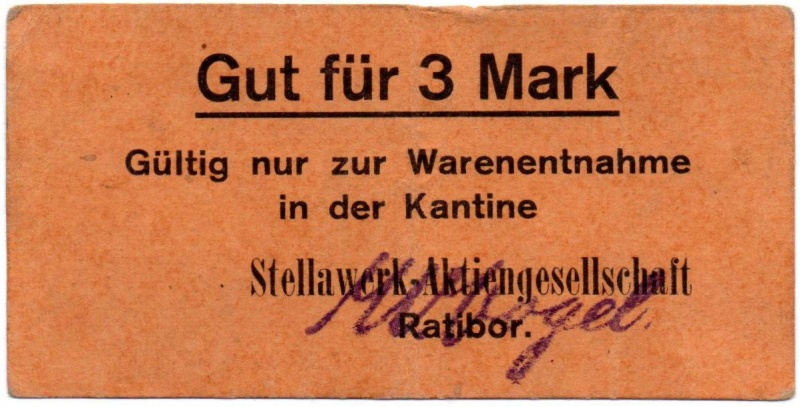 Gut für 3 Mark
Gültig nur zur Warenentnahme
in der Kantine
Stellawerk-Aktiengesellschaft
Ratibor.